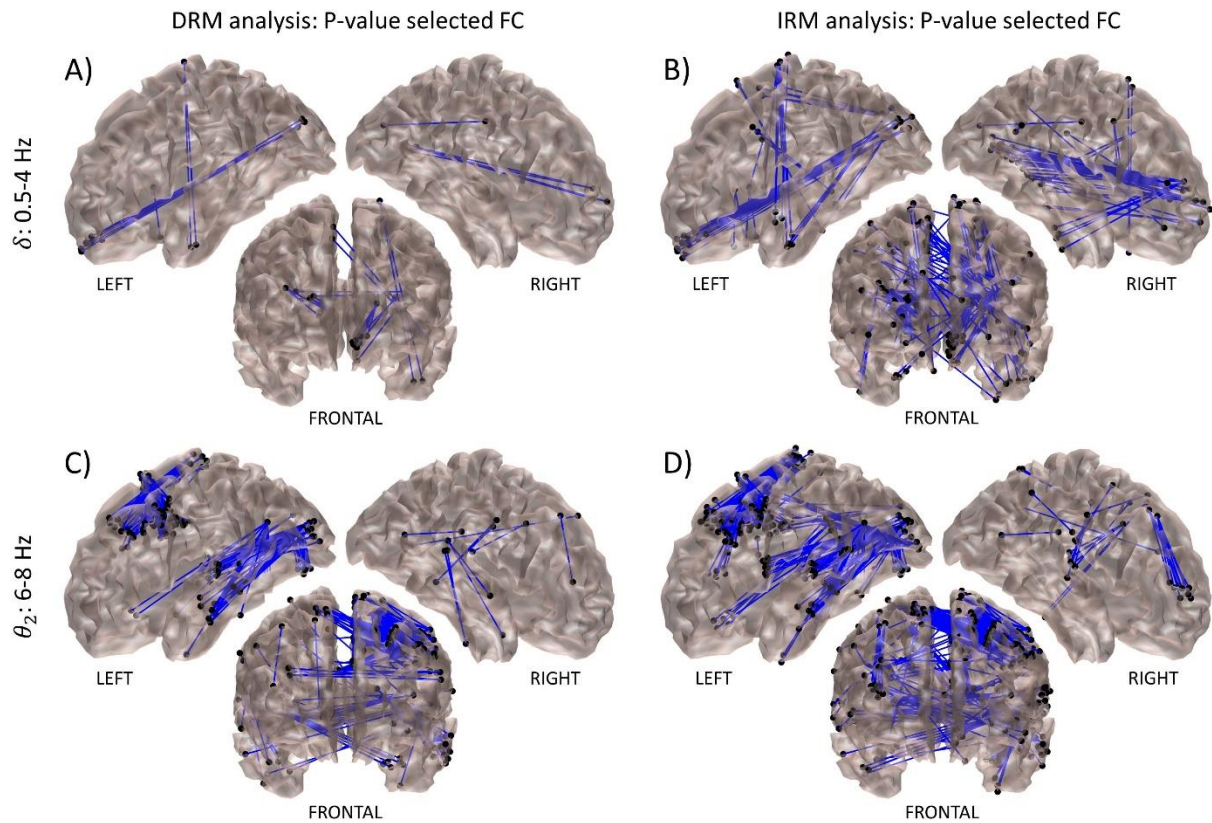 DRM analysis: P-value selected FC
IRM analysis: P-value selected FC
A)
B)
δ: 0.5-4 Hz
LEFT
RIGHT
FRONTAL
LEFT
RIGHT
FRONTAL
C)
D)
θ₂: 6-8 Hz
LEFT
RIGHT
FRONTAL
LEFT
RIGHT
FRONTAL